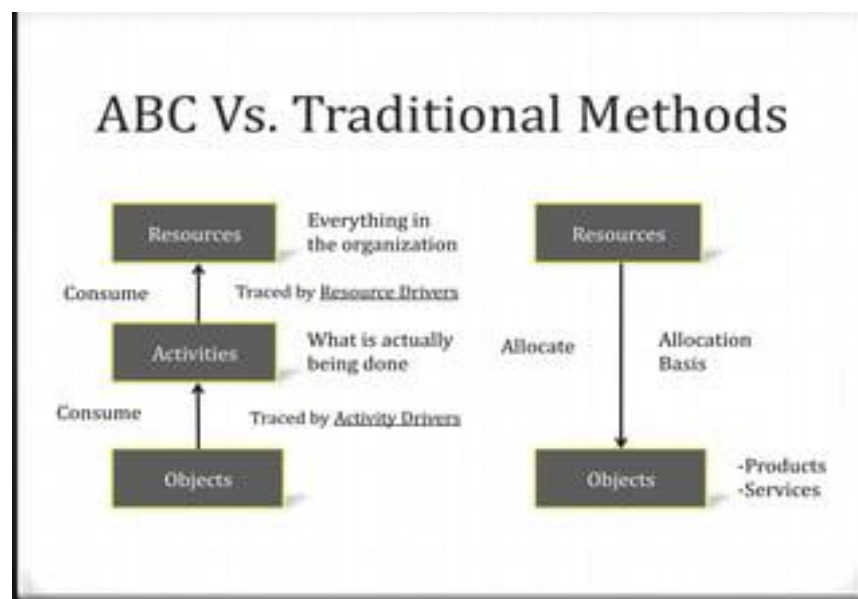 ABC Vs. Traditional Methods
Resources
Everything in
the organization
Consume
Traced by Resource Drivers
Activities
What is actually
being done
Consume
Traced by Activity Drivers
Objects
Resources
Allocate
Allocation
Basis
Objects
-Products
-Services